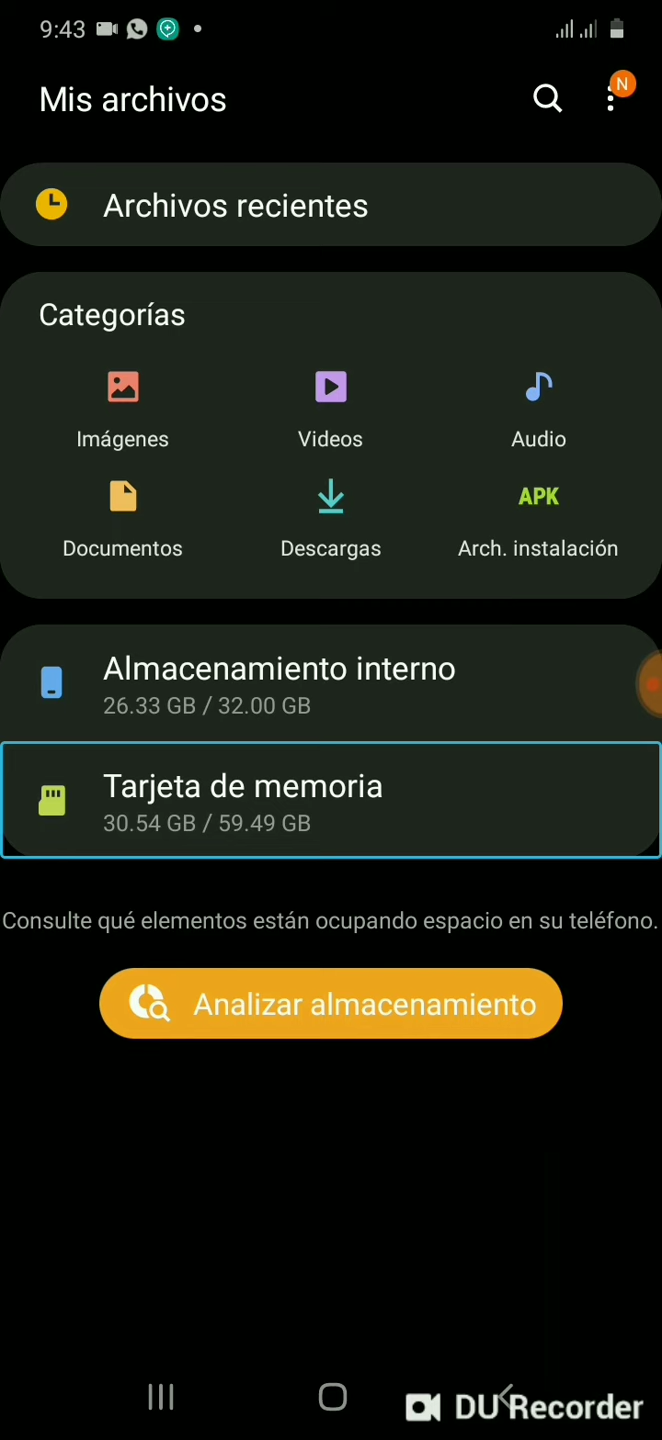 9:43
Mis archivos
N
Archivos recientes
Categorías
Imágenes Videos Audio
Documentos Descargas APK Arch. instalación
Almacenamiento interno
26.33 GB / 32.00 GB
Tarjeta de memoria
30.54 GB / 59.49 GB
Consulte qué elementos están ocupando espacio en su teléfono.
Analizar almacenamiento
DU Recorder